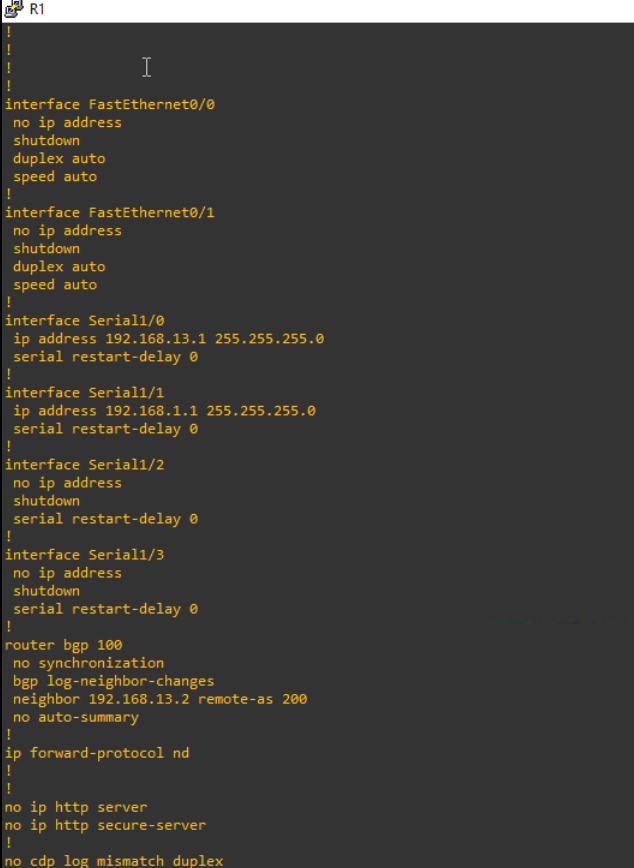 R1
!
!
!
!
interface FastEthernet0/0
 no ip address
 shutdown
 duplex auto
 speed auto
!
interface FastEthernet0/1
 no ip address
 shutdown
 duplex auto
 speed auto
!
interface Serial1/0
 ip address 192.168.13.1 255.255.255.0
 serial restart-delay 0
!
interface Serial1/1
 ip address 192.168.1.1 255.255.255.0
 serial restart-delay 0
!
interface Serial1/2
 no ip address
 shutdown
 serial restart-delay 0
!
interface Serial1/3
 no ip address
 shutdown
 serial restart-delay 0
!
router bgp 100
 no synchronization
 bgp log-neighbor-changes
 neighbor 192.168.13.2 remote-as 200
 no auto-summary
!
ip forward-protocol nd
!
!
no ip http server
no ip http secure-server
!
no cdp log mismatch duplex